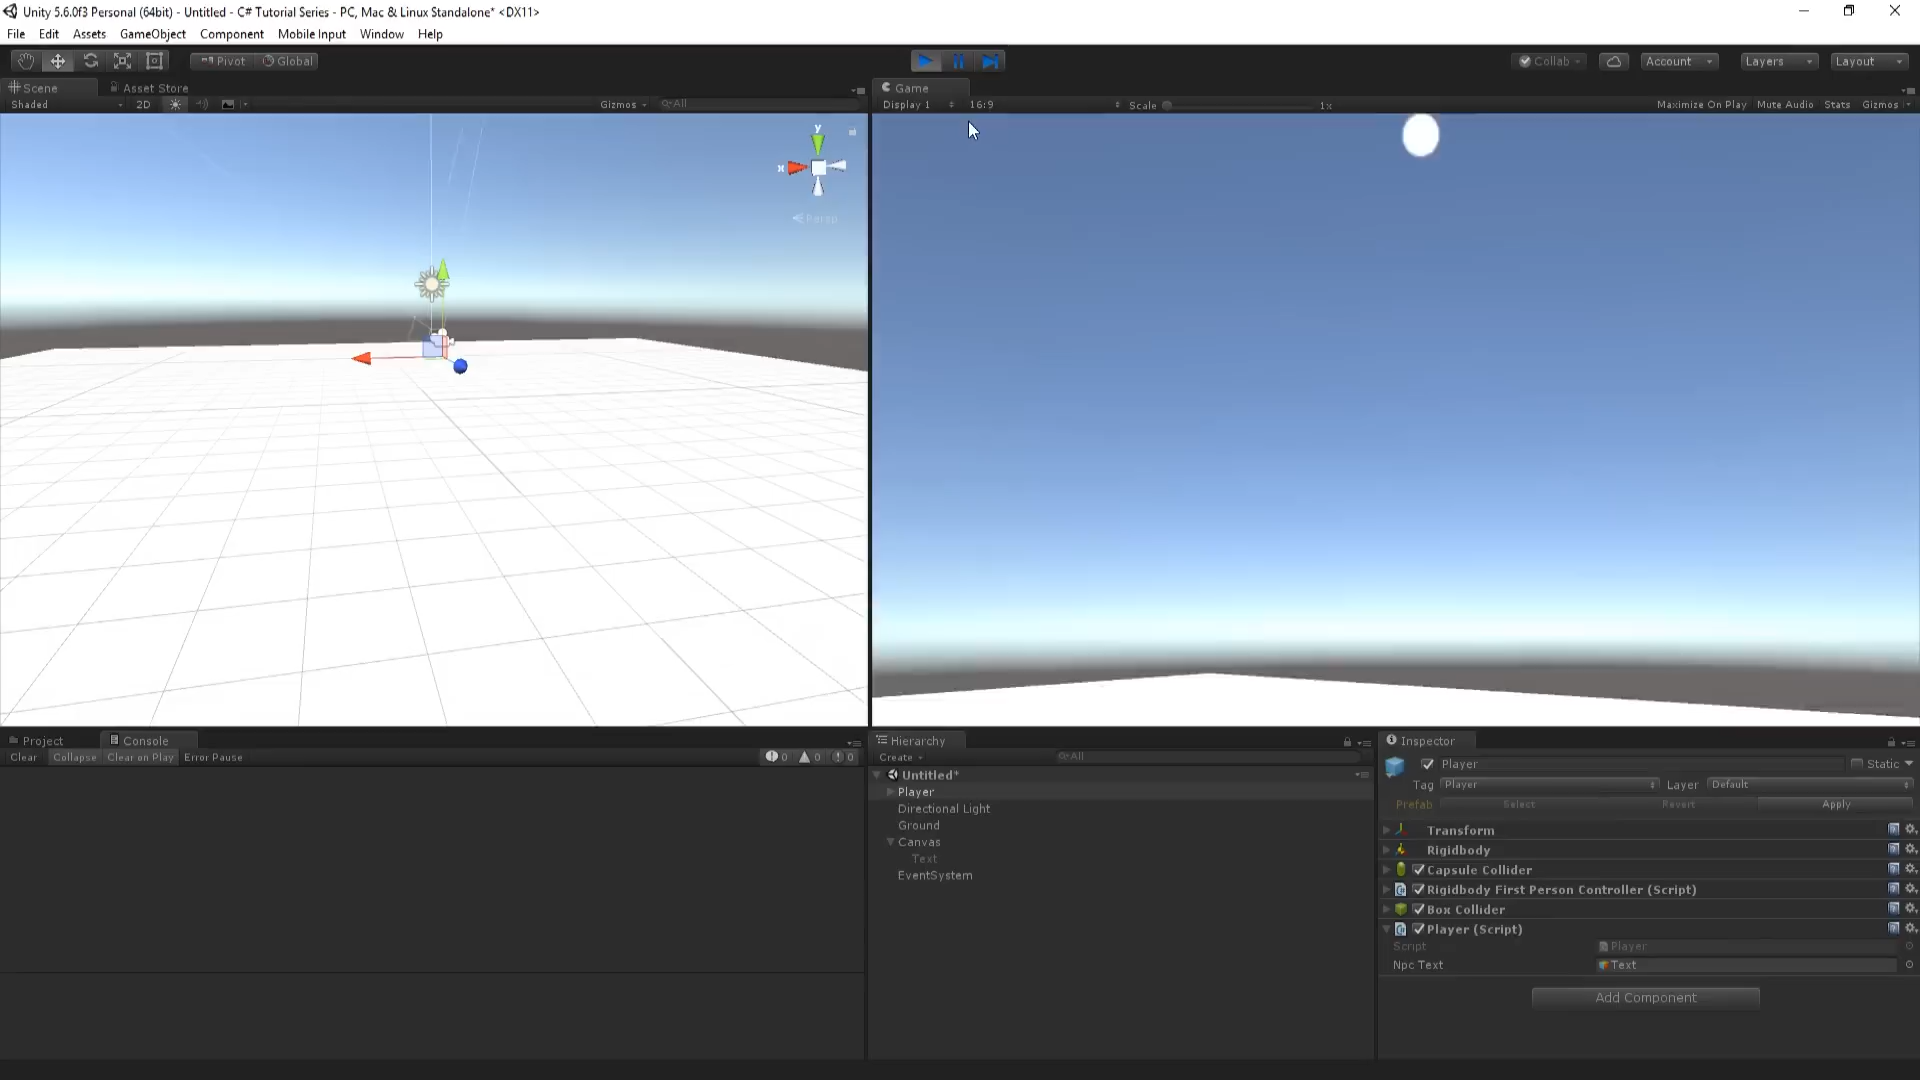 Unity 5.6.0f3 Personal (64bit) - Untitled - C# Tutorial Series - PC, Mac & Linux Standalone* <DX11>
File Edit Assets GameObject Component Mobile Input Window Help
Pivot Global Collab Account Layers Layout
Scene Asset Store Game
Shaded 2D Gizmos All Display 1 16:9 Scale 1x Maximize On Play Mute Audio Stats Gizmos
y
x
Persp
Project Console Hierarchy Inspector
Clear Collapse Clear on Play Error Pause 0 0 0 Create All
Player Static
Untitled*
Tag Player Layer Default
Player
Prefab Select Revert Apply
Directional Light
Ground
Transform
Canvas
Rigidbody
Text
Capsule Collider
EventSystem
Rigidbody First Person Controller (Script)
Box Collider
Player (Script)
Script Player
Npc Text Text
Add Component